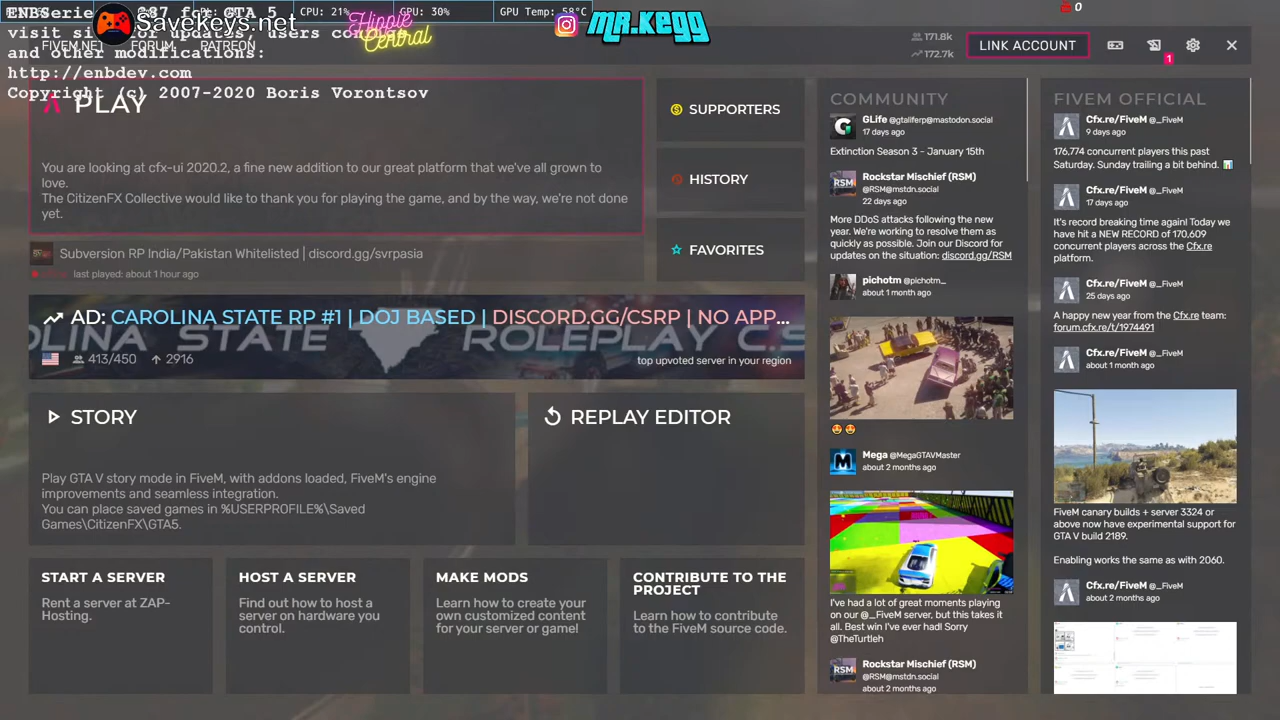 CPU: 21%
GPU: 30%
GPU Temp: 58°C
Savekeys.net
Hippie
Central
MR.KEGG
0
FIVEM.NET
FORUM
PATREON
http://enbdev.com
Copyright (c) 2007-2020 Boris Vorontsov
171.8k
172.7k
LINK ACCOUNT
1
PLAY
You are looking at cfx-ui 2020.2, a fine new addition to our great platform that we've all grown to
love.
The CitizenFX Collective would like to thank you for playing the game, and by the way, we're not done
yet.
Subversion RP India/Pakistan Whitelisted | discord.gg/svrpasia
last played: about 1 hour ago
SUPPORTERS
HISTORY
FAVORITES
AD: CAROLINA STATE RP #1 | DOJ BASED | DISCORD.GG/CSRP | NO APP...
413/450
2916
top upvoted server in your region
STORY
Play GTA V story mode in FiveM, with addons loaded, FiveM's engine
improvements and seamless integration.
You can place saved games in %USERPROFILE%\Saved
Games\CitizenFX\GTA5.
REPLAY EDITOR
START A SERVER
Rent a server at ZAP-
Hosting.
HOST A SERVER
Find out how to host a
server on hardware you
control.
MAKE MODS
Learn how to create your
own customized content
for your server or game!
CONTRIBUTE TO THE
PROJECT
Learn how to contribute
to the FiveM source code.
COMMUNITY
GLife @gtaliferp@mastodon.social
17 days ago
Extinction Season 3 - January 15th
Rockstar Mischief (RSM)
@RSM@mstdn.social
22 days ago
More DDoS attacks following the new
year. We're working to resolve them as
quickly as possible. Join our Discord for
updates on the situation: discord.gg/RSM
pichotm @pichotm_
about 1 month ago
Mega @MegaGTAVMaster
about 2 months ago
I've had a lot of great moments playing
on our @_FiveM server, but this takes it
all. Best win I've ever had! Sorry
@TheTurtleh
Rockstar Mischief (RSM)
@RSM@mstdn.social
about 2 months ago
FIVEM OFFICIAL
Cfx.re/FiveM @_FiveM
9 days ago
176,774 concurrent players this past
Saturday. Sunday trailing a bit behind.
Cfx.re/FiveM @_FiveM
17 days ago
It's record breaking time again! Today we
have hit a NEW RECORD of 170,609
concurrent players across the Cfx.re
platform.
Cfx.re/FiveM @_FiveM
25 days ago
A happy new year from the Cfx.re team:
forum.cfx.re/t/1974491
Cfx.re/FiveM @_FiveM
about 1 month ago
FiveM canary builds + server 3324 or
above now have experimental support for
GTA V build 2189.
Enabling works the same as with 2060.
Cfx.re/FiveM @_FiveM
about 2 months ago